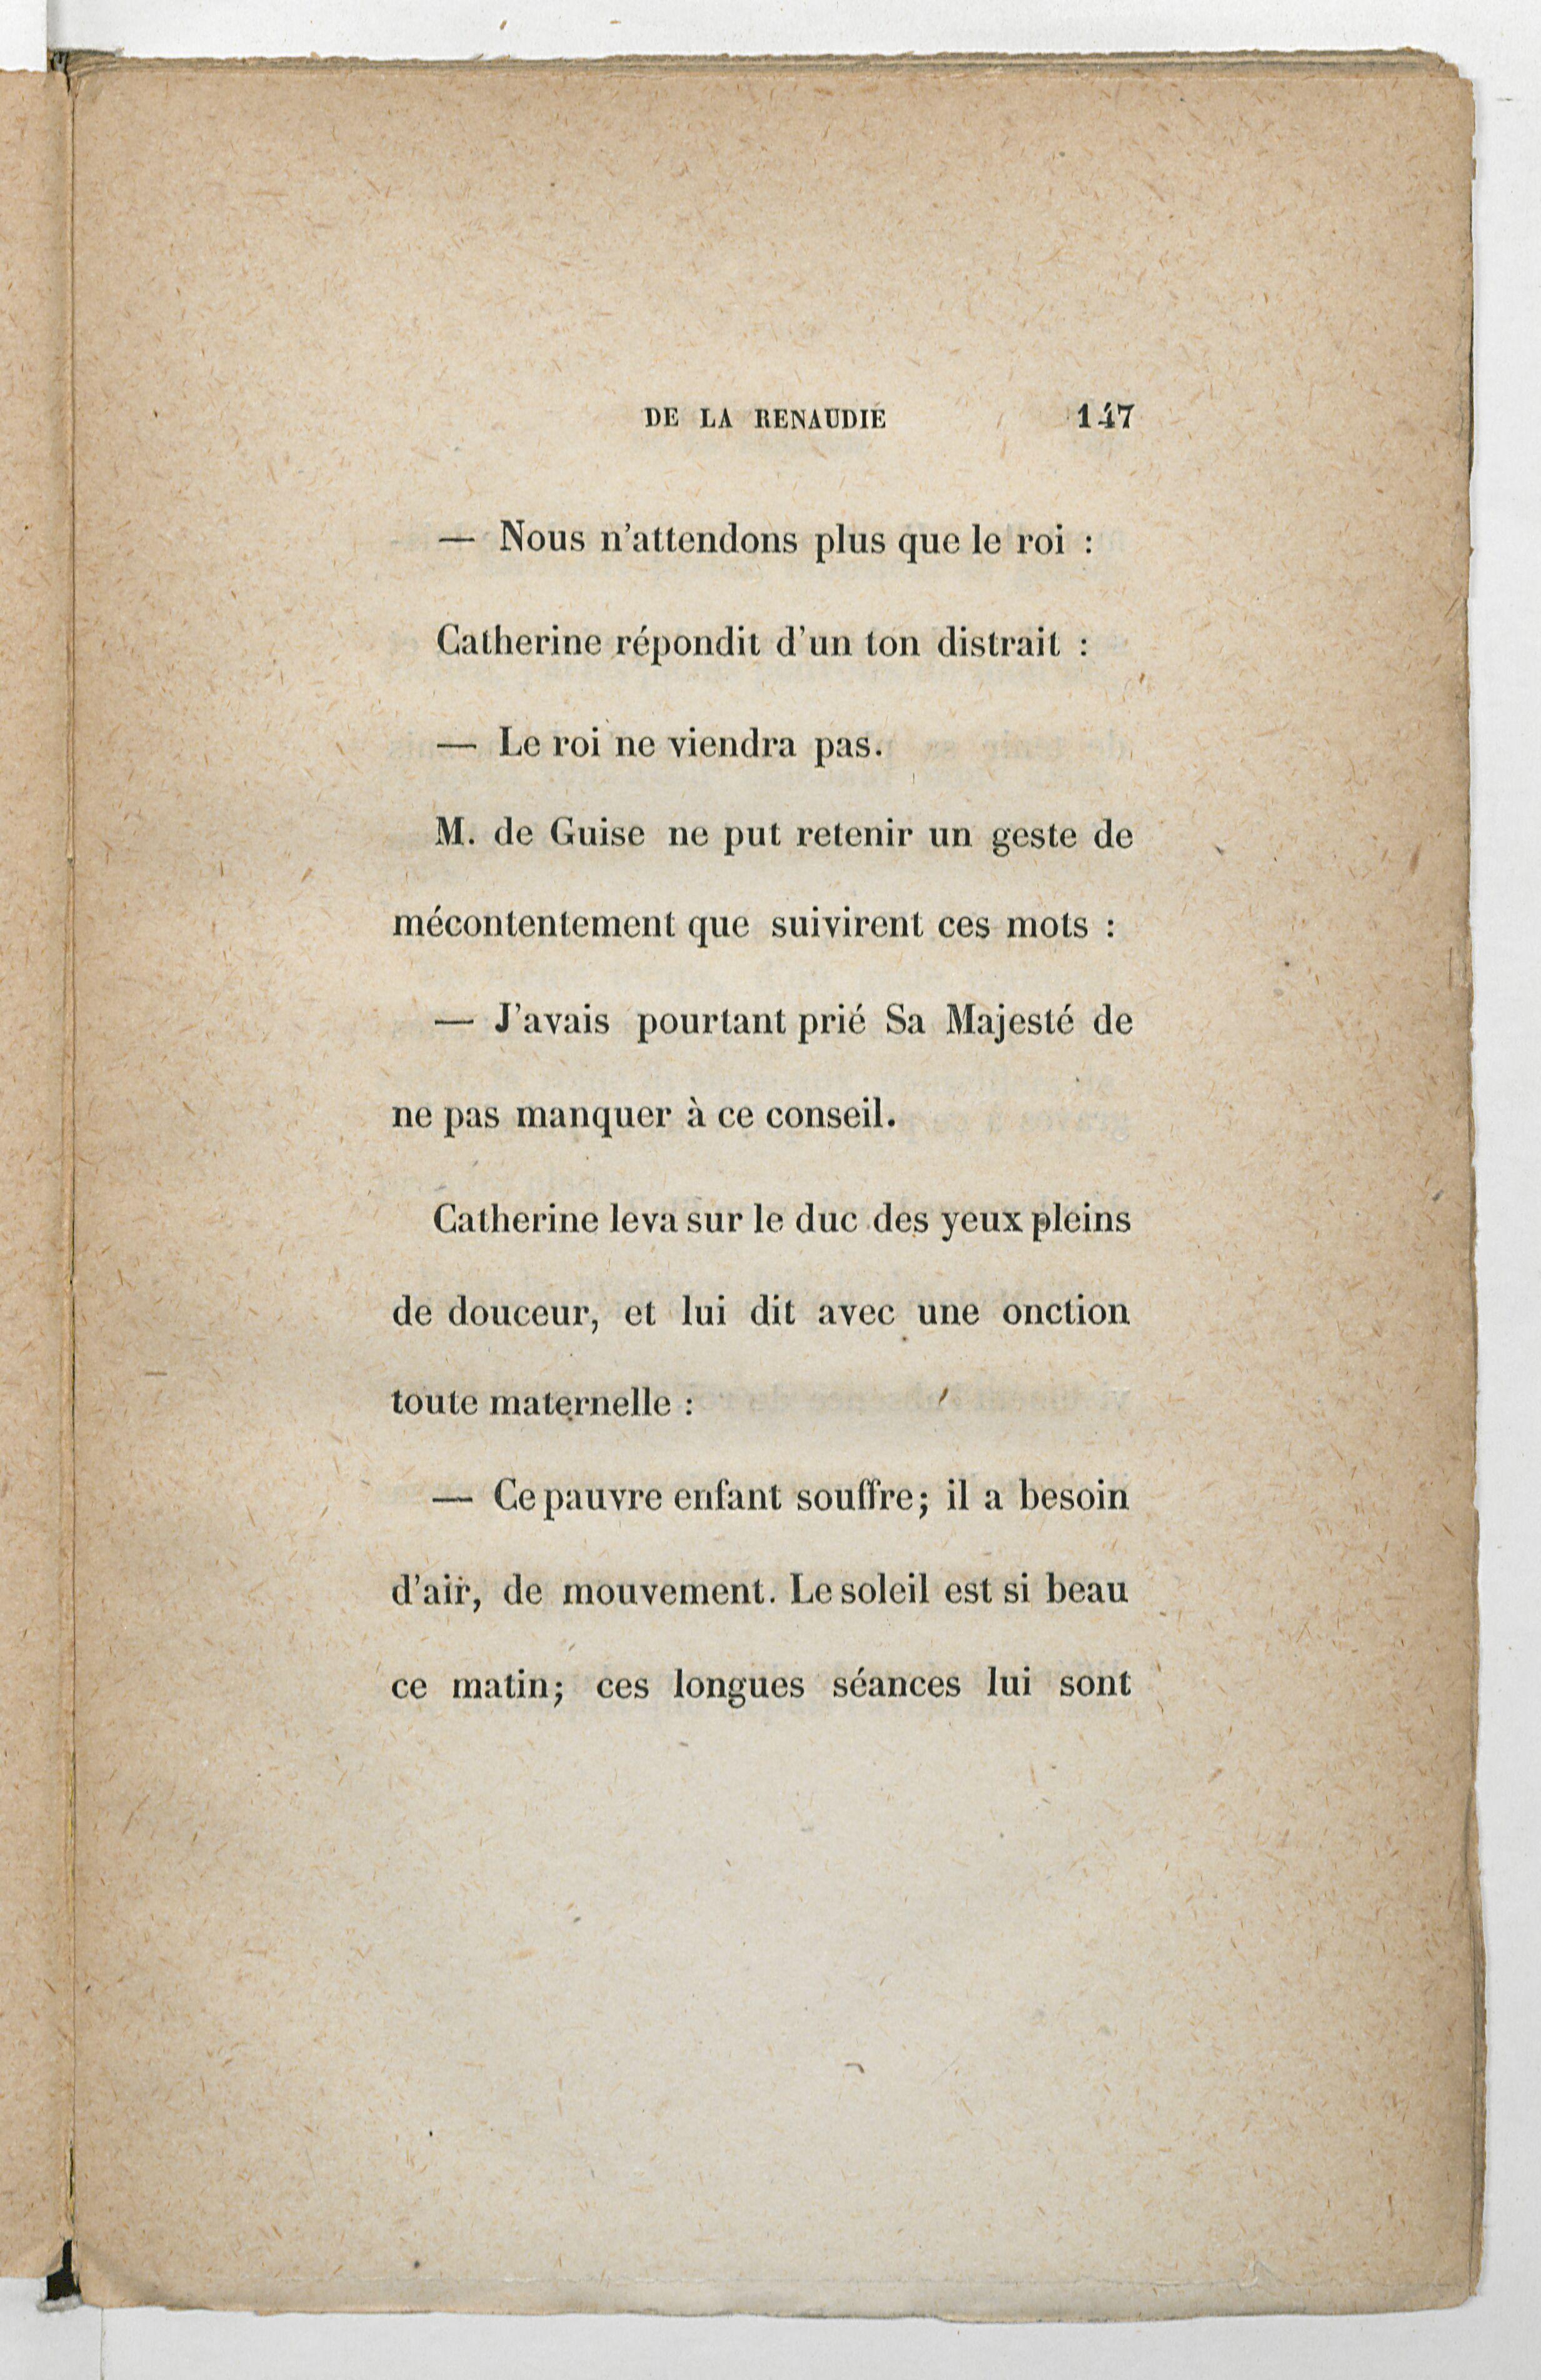 DE LA RENAUDIE 147
— Nous n'attendons plus que le roi :
Catherine répondit d'un ton distrait :
— Le roi ne viendra pas.
M. de Guise ne put retenir un geste de
mécontentement que suivirent ces mots :
— J'avais pourtant prié Sa Majesté de
ne pas manquer à ce conseil.
Catherine leva sur le duc des yeux pleins
de douceur, et lui dit avec une onction
toute maternelle :
— Ce pauvre enfant souffre; il a besoin
d'air, de mouvement. Le soleil est si beau
ce matin; ces longues séances lui sont